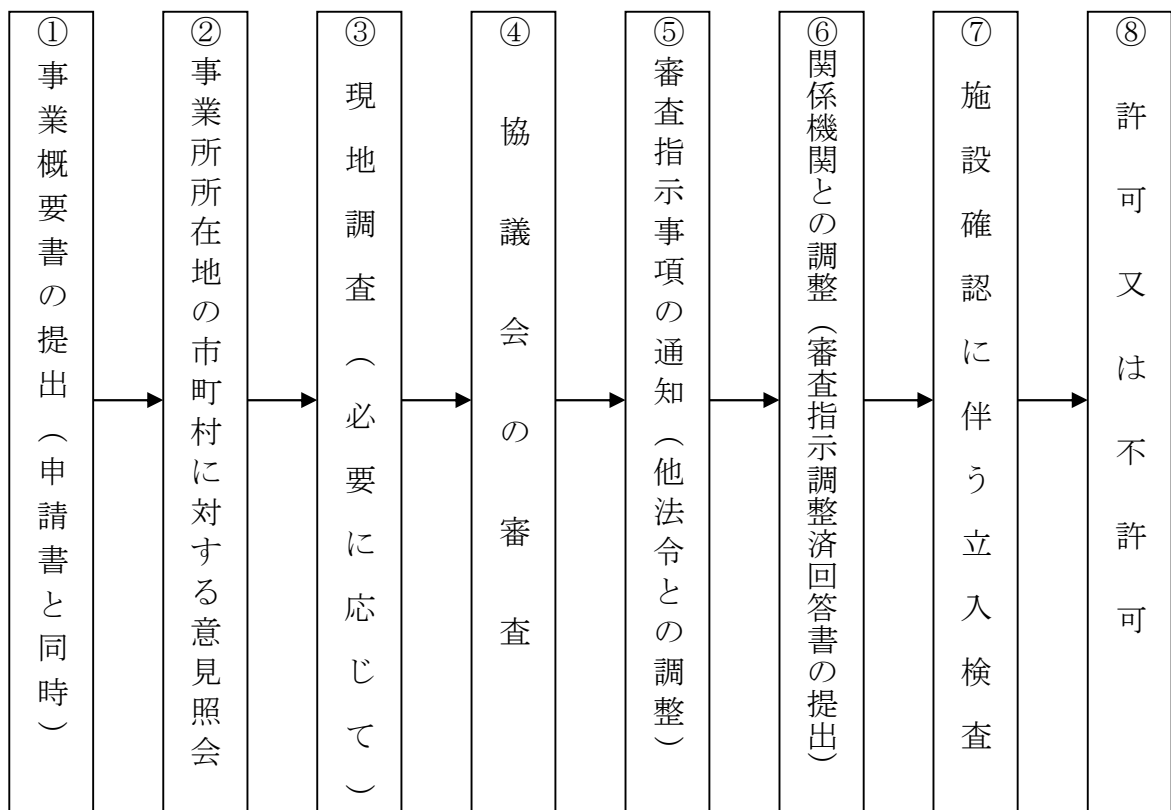 ①事業概要書の提出（申請書と同時）
②事業所所在地の市町村に対する意見照会
③現地調査（必要に応じて）
④協議会の審査
⑤審査指示事項の通知（他法令との調整）
⑥関係機関との調整（審査指示調整済回答書の提出）
⑦施設確認に伴う立入検査
⑧許可又は不許可